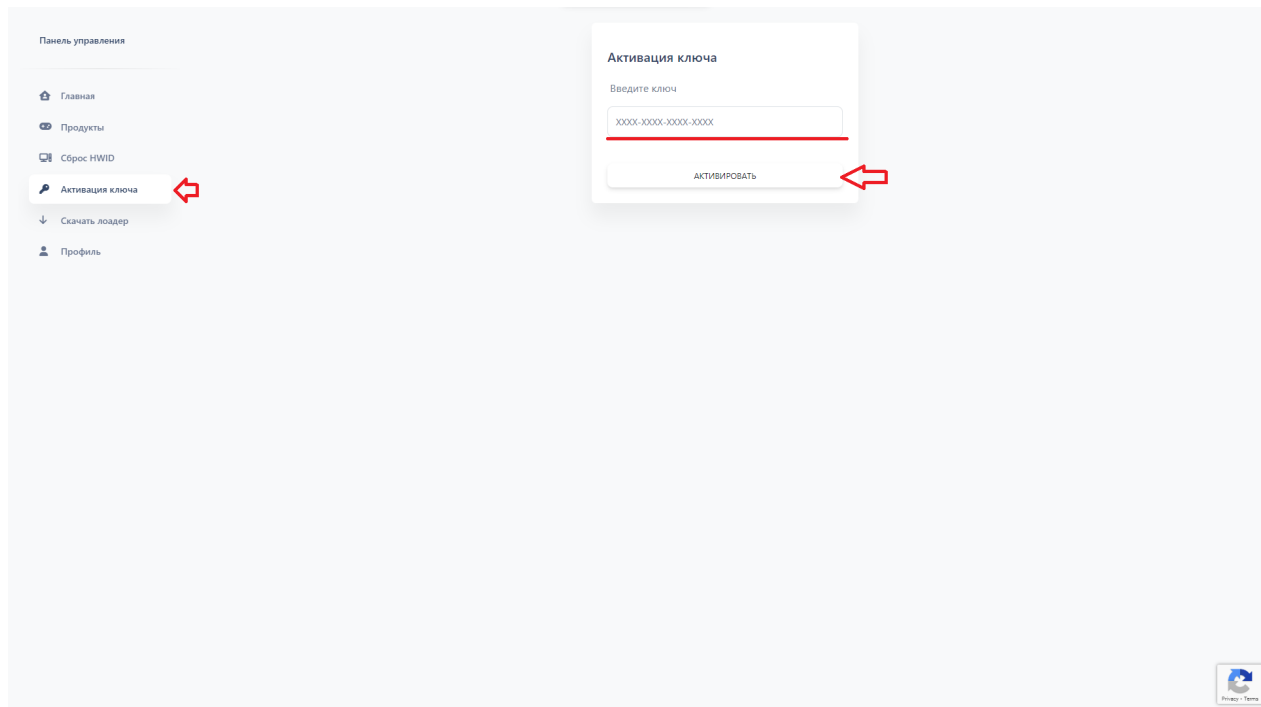 Панель управления
Главная
Продукты
Сброс HWID
Активация ключа
Скачать лоадер
Профиль
Активация ключа
Введите ключ
XXXX-XXXX-XXXX-XXXX
АКТИВИРОВАТЬ
Privacy - Terms